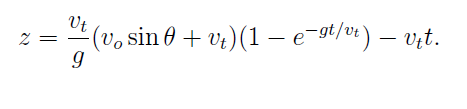 z = \frac{v_t}{g}(v_o \sin\theta + v_t)(1 - e^{-gt/v_t}) - v_t t.